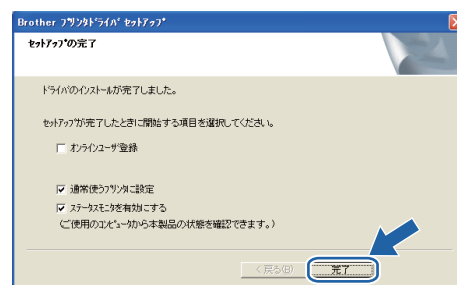 Brother プリンタドライバ セットアップ
セットアップの完了
ドライバのインストールが完了しました。
セットアップが完了したときに開始する項目を選択してください。
オンラインユーザ登録
通常使うプリンタに設定
ステータスモニタを有効にする
(ご使用のコンピュータから本製品の状態を確認できます。)
< 戻る(B) 完了